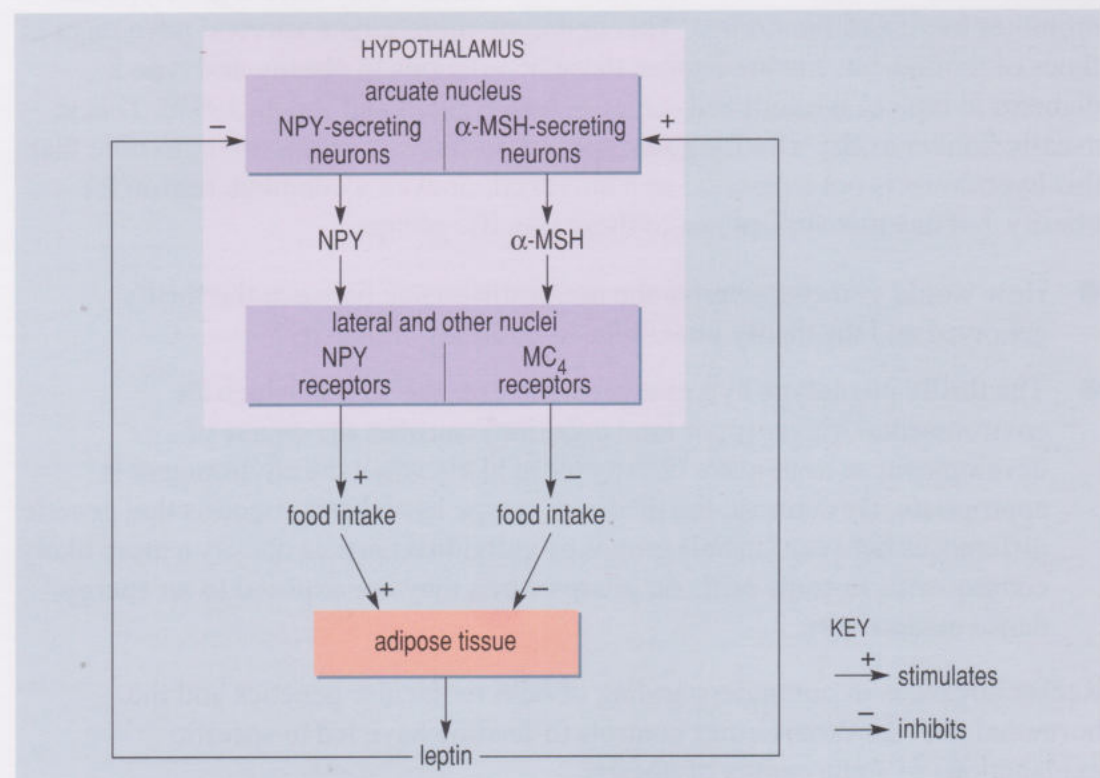 HYPOTHALAMUS
arcuate nucleus
NPY-secreting
neurons
α-MSH-secreting
neurons
−
+
NPY
α-MSH
lateral and other nuclei
NPY
receptors
MC₄
receptors
+
−
food intake
food intake
+
−
adipose tissue
leptin
KEY
+ stimulates
− inhibits